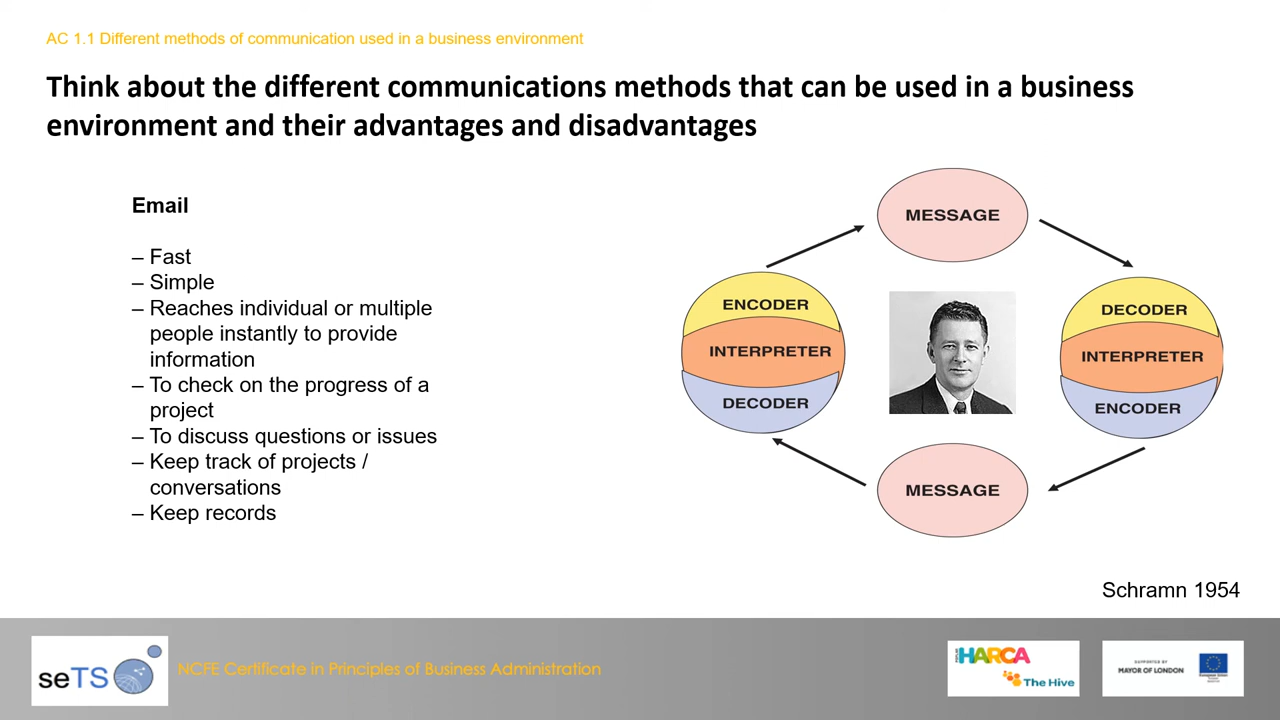 AC 1.1 Different methods of communication used in a business environment
Think about the different communications methods that can be used in a business
environment and their advantages and disadvantages
Email
– Fast
– Simple
– Reaches individual or multiple
people instantly to provide
information
– To check on the progress of a
project
– To discuss questions or issues
– Keep track of projects /
conversations
– Keep records
MESSAGE
ENCODER
INTERPRETER
DECODER
DECODER
INTERPRETER
ENCODER
MESSAGE
Schramn 1954
seTS
NCFE Certificate in Principles of Business Administration
HARCA
The Hive
SUPPORTED BY
MAYOR OF LONDON